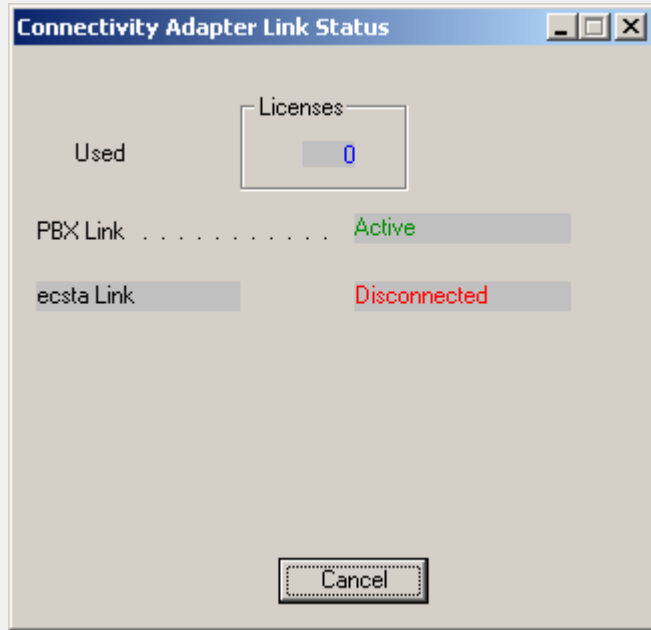 Connectivity Adapter Link Status
Licenses
Used 0
PBX Link . . . . . . . . . . . Active
ecsta Link Disconnected
Cancel